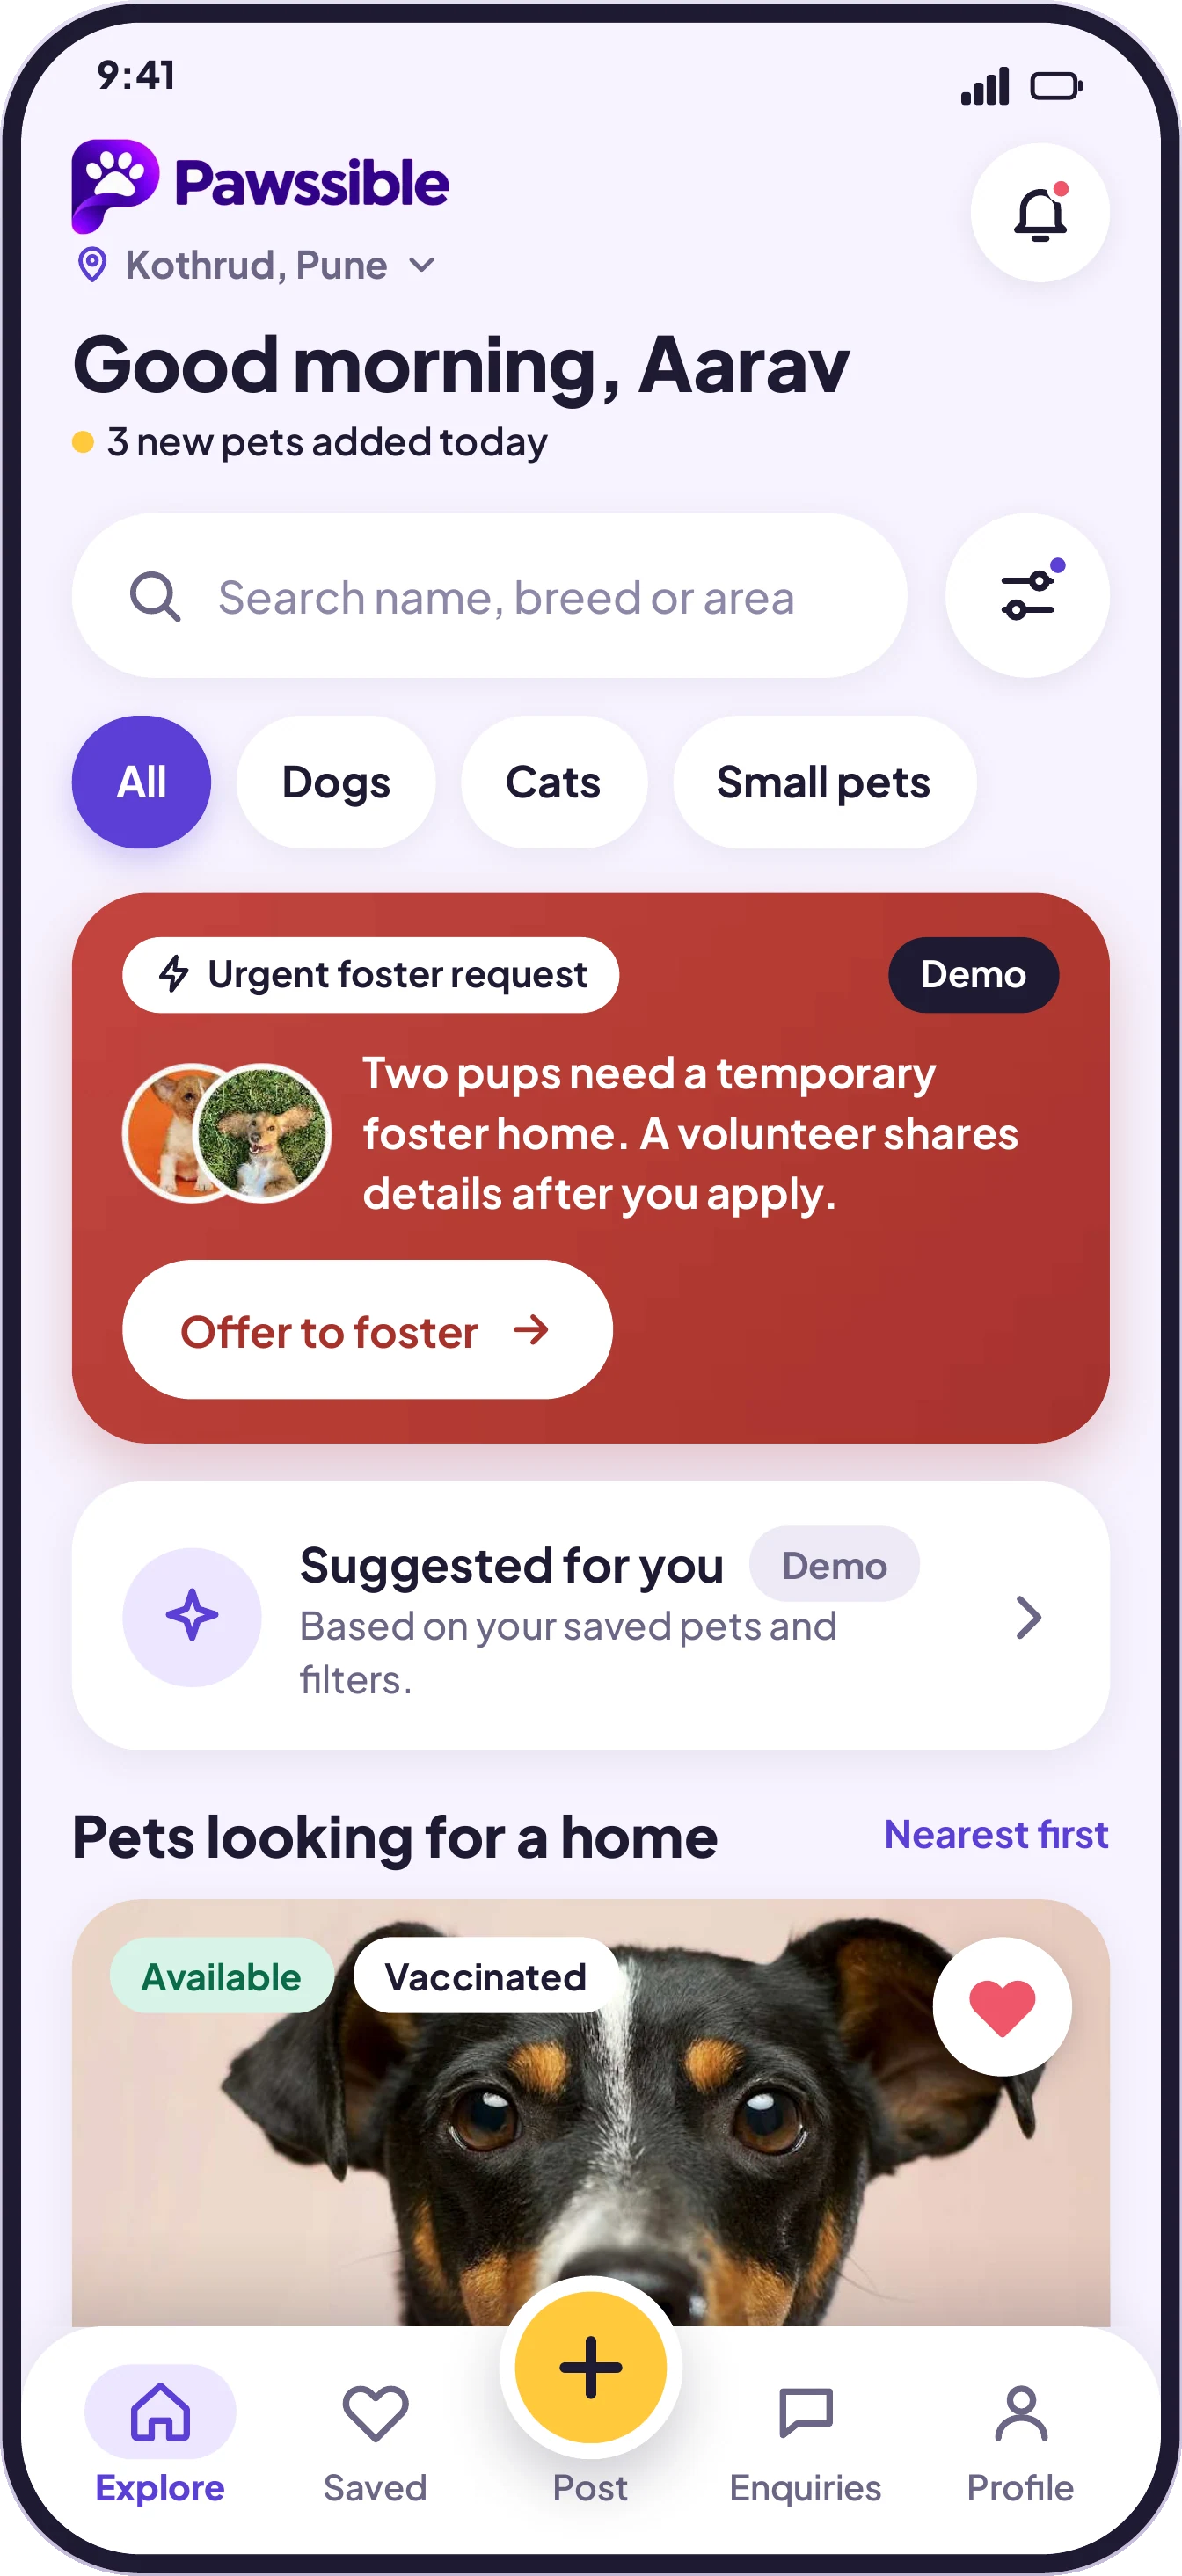 9:41
Pawssible
Kothrud, Pune
Good morning, Aarav
3 new pets added today
Search name, breed or area
All
Dogs
Cats
Small pets
Urgent foster request
Demo
Two pups need a temporary
foster home. A volunteer shares
details after you apply.
Offer to foster
Suggested for you
Demo
Based on your saved pets and
filters.
Pets looking for a home
Nearest first
Available
Vaccinated
Explore
Saved
Post
Enquiries
Profile